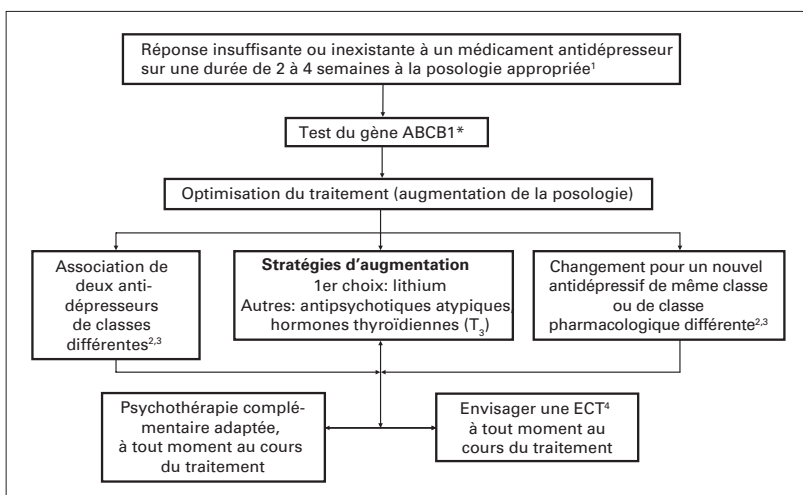 Réponse insuffisante ou inexistante à un médicament antidépresseur
sur une durée de 2 à 4 semaines à la posologie appropriée¹
Test du gène ABCB1*
Optimisation du traitement (augmentation de la posologie)
Association de
deux anti-
dépresseurs
de classes
différentes²,³
Stratégies d'augmentation
1er choix: lithium
Autres: antipsychotiques atypiques,
hormones thyroïdiennes (T₃)
Changement pour un nouvel
antidépressif de même classe
ou de classe
pharmacologique différente²,³
Psychothérapie complé-
mentaire adaptée,
à tout moment au cours
du traitement
Envisager une ECT⁴
à tout moment au
cours du traitement